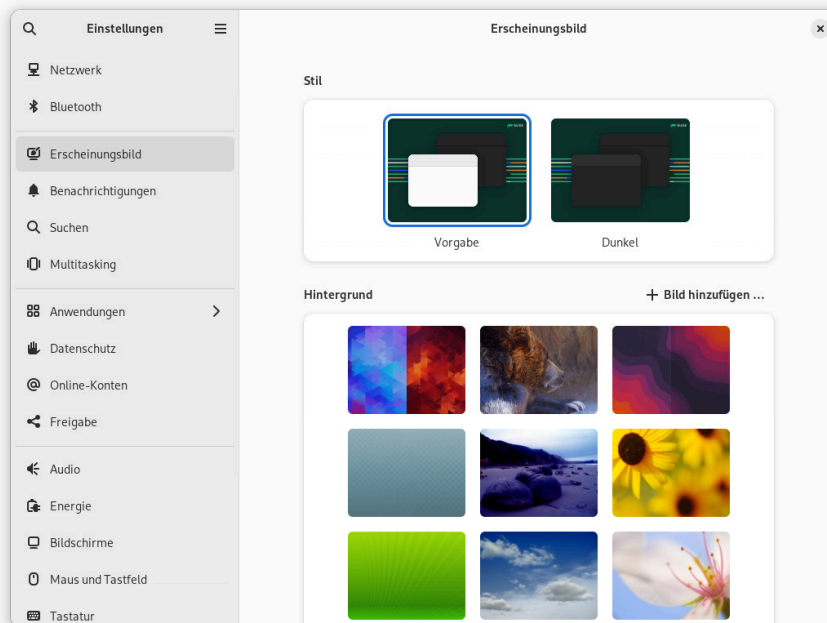 Einstellungen
Netzwerk
Bluetooth
Erscheinungsbild
Benachrichtigungen
Suchen
Multitasking
Anwendungen
Datenschutz
Online-Konten
Freigabe
Audio
Energie
Bildschirme
Maus und Tastfeld
Tastatur
Erscheinungsbild
Stil
Vorgabe
Dunkel
Hintergrund
Bild hinzufügen …